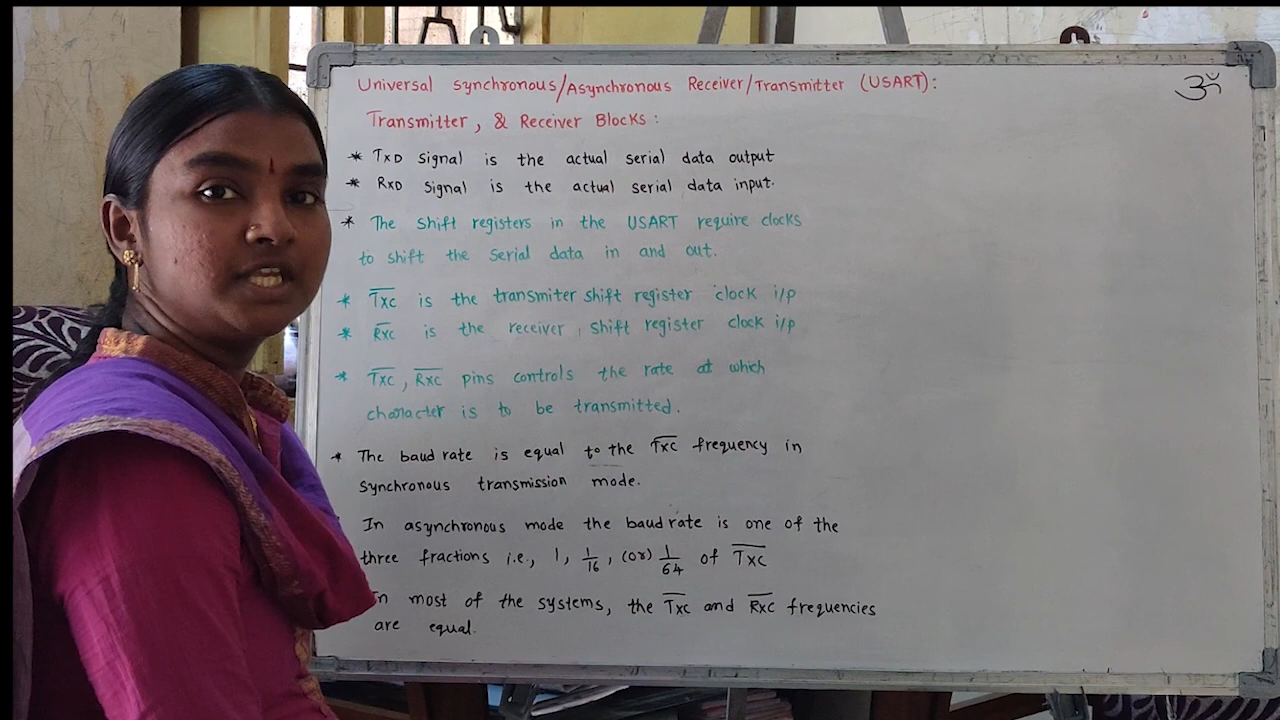 Universal Synchronous/Asynchronous Receiver/Transmitter (USART):
ॐ
Transmitter, & Receiver Blocks:
* TxD Signal is the actual serial data output
* RxD Signal is the actual serial data input.
* The shift registers in the USART require clocks
to shift the serial data in and out.
* T̅x̅C̅ is the transmiter shift register clock i/p
* R̅x̅C̅ is the receiver, shift register clock i/p
* T̅x̅C̅, R̅x̅C̅ pins controls the rate at which
character is to be transmitted.
* The baud rate is equal to the T̅x̅C̅ frequency in
Synchronous transmission mode.
In asynchronous mode the baud rate is one of the
three fractions i.e., 1, 1/16, (or) 1/64 of T̅x̅C̅
In most of the systems, the T̅x̅C̅ and R̅x̅C̅ frequencies
are equal.